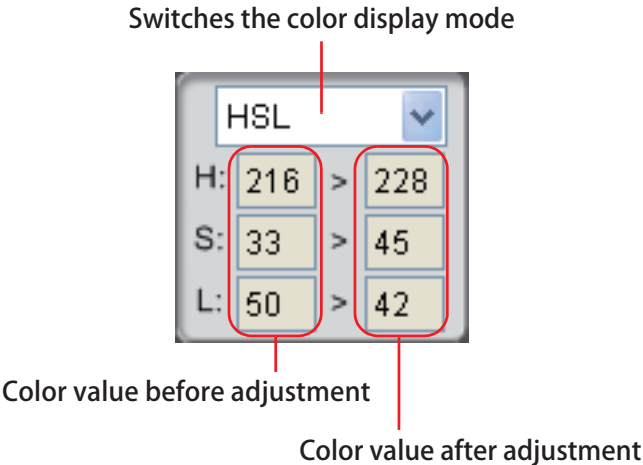 Switches the color display mode
HSL
H: 216 > 228
S: 33 > 45
L: 50 > 42
Color value before adjustment
Color value after adjustment